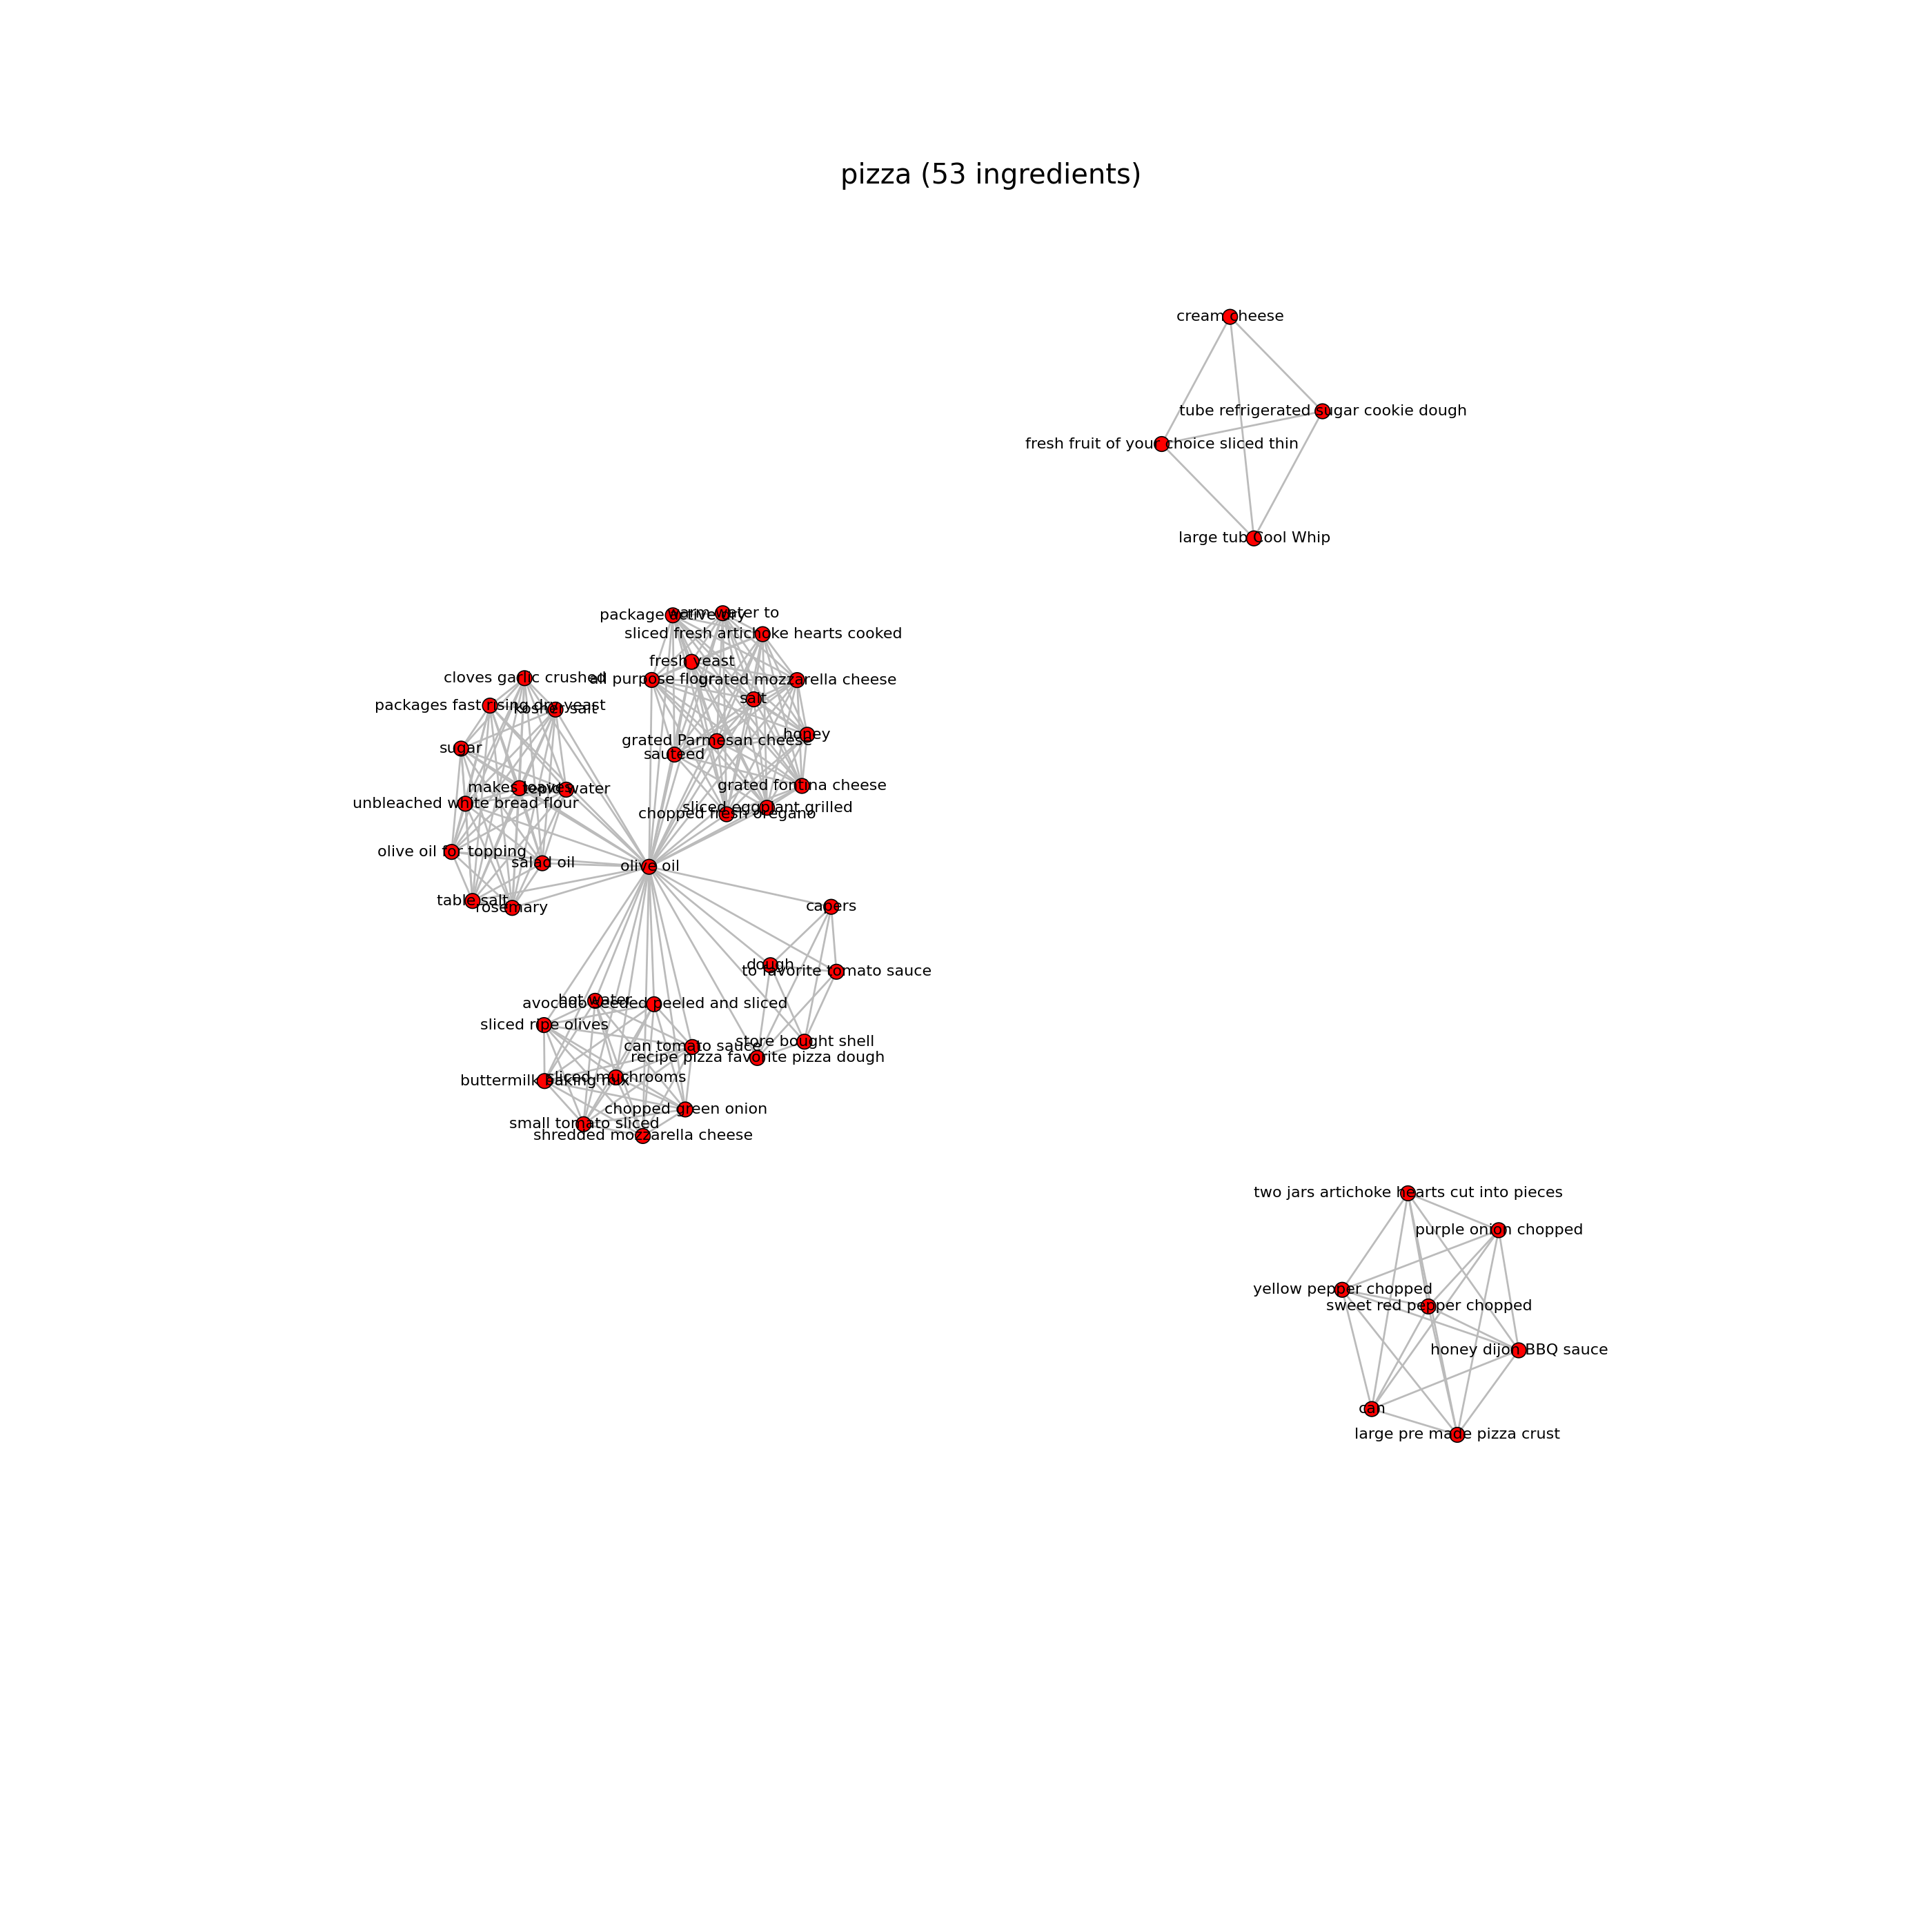 pizza (53 ingredients)
cream cheese
tube refrigerated sugar cookie dough
fresh fruit of your choice sliced thin
large tub Cool Whip
package active dry
warm water to
sliced fresh artichoke hearts cooked
fresh yeast
cloves garlic crushed
all purpose flour
grated mozzarella cheese
salt
packages fast rising dry yeast
kosher salt
honey
grated Parmesan cheese
sugar
sauteed
grated fontina cheese
makes loaves
tepid water
unbleached white bread flour
sliced eggplant grilled
chopped fresh oregano
olive oil for topping
salad oil
olive oil
table salt
rosemary
capers
dough
to favorite tomato sauce
hot water
avocado seeded peeled and sliced
sliced ripe olives
store bought shell
can tomato sauce
recipe pizza favorite pizza dough
sliced muchrooms
buttermilk baking mix
chopped green onion
small tomato sliced
shredded mozzarella cheese
two jars artichoke hearts cut into pieces
purple onion chopped
yellow pepper chopped
sweet red pepper chopped
honey dijon BBQ sauce
can
large pre made pizza crust